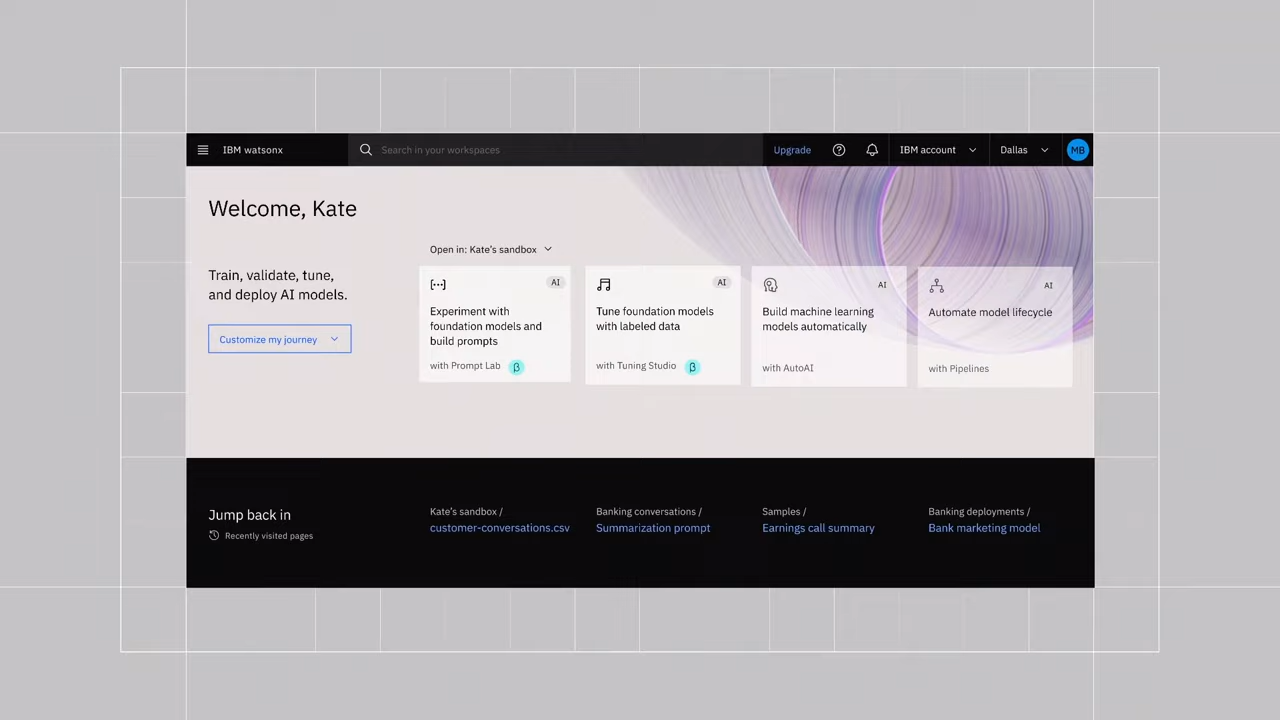 IBM watsonx
Search in your workspaces
Upgrade
IBM account
Dallas
MB
Welcome, Kate
Train, validate, tune,
and deploy AI models.
Customize my journey
Open in: Kate's sandbox
AI
Experiment with
foundation models and
build prompts
with Prompt Lab β
AI
Tune foundation models
with labeled data
with Tuning Studio β
AI
Build machine learning
models automatically
with AutoAI
AI
Automate model lifecycle
with Pipelines
Jump back in
Recently visited pages
Kate's sandbox /
customer-conversations.csv
Banking conversations /
Summarization prompt
Samples /
Earnings call summary
Banking deployments /
Bank marketing model